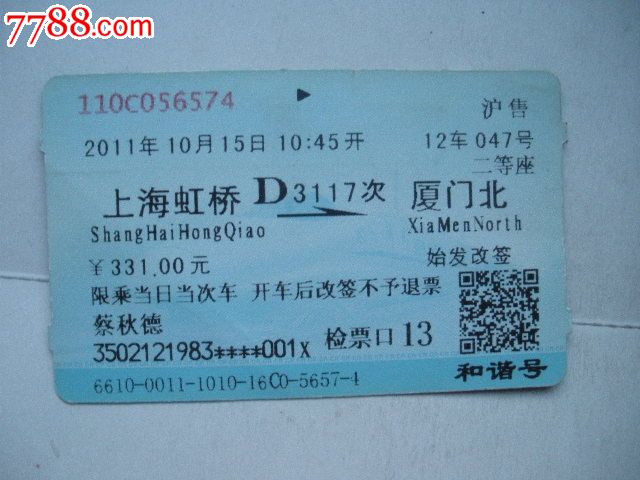 7788.com
110C056574
沪售
2011年10月15日10:45开 12车047号
二等座
上海虹桥 D3117次 厦门北
ShangHaiHongQiao XiaMenNorth
¥331.00元 始发改签
限乘当日当次车 开车后改签不予退票
蔡秋德
3502121983****001X 检票口13
6610-0011-1010-16C0-5657-4 和谐号